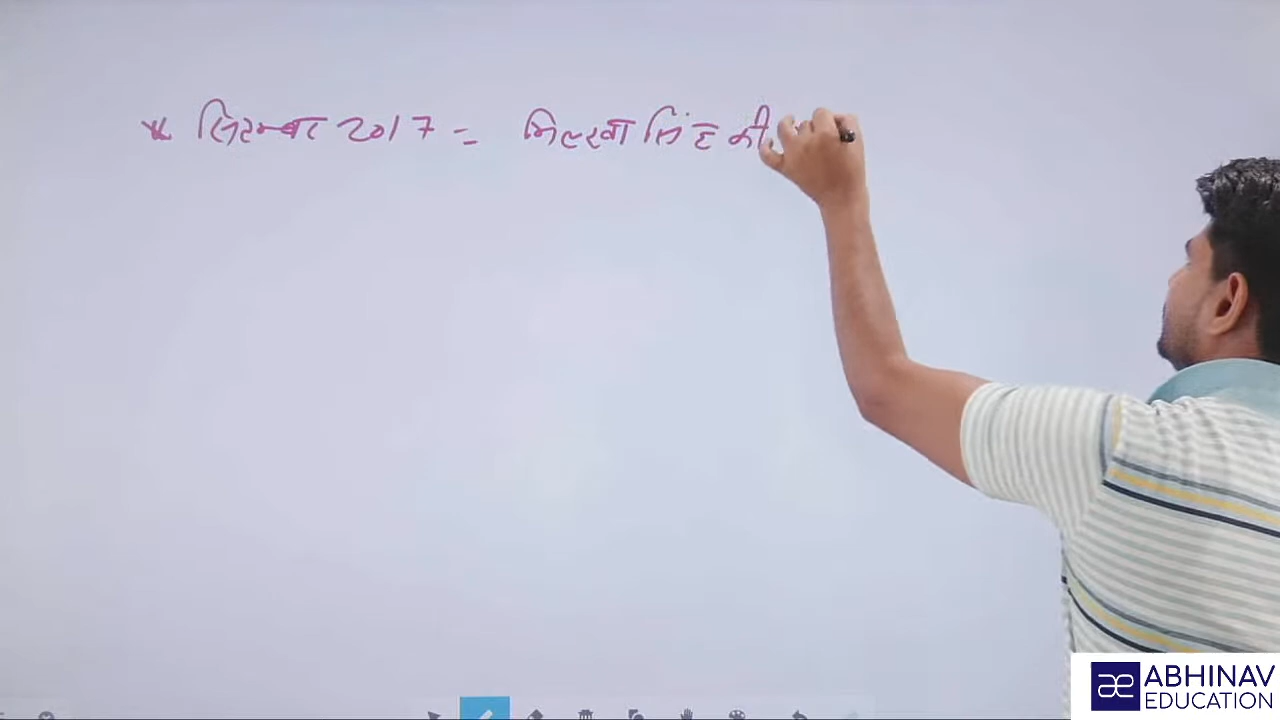 * सितम्बर 2017 = मिल्खा सिंह की
ABHINAV
EDUCATION